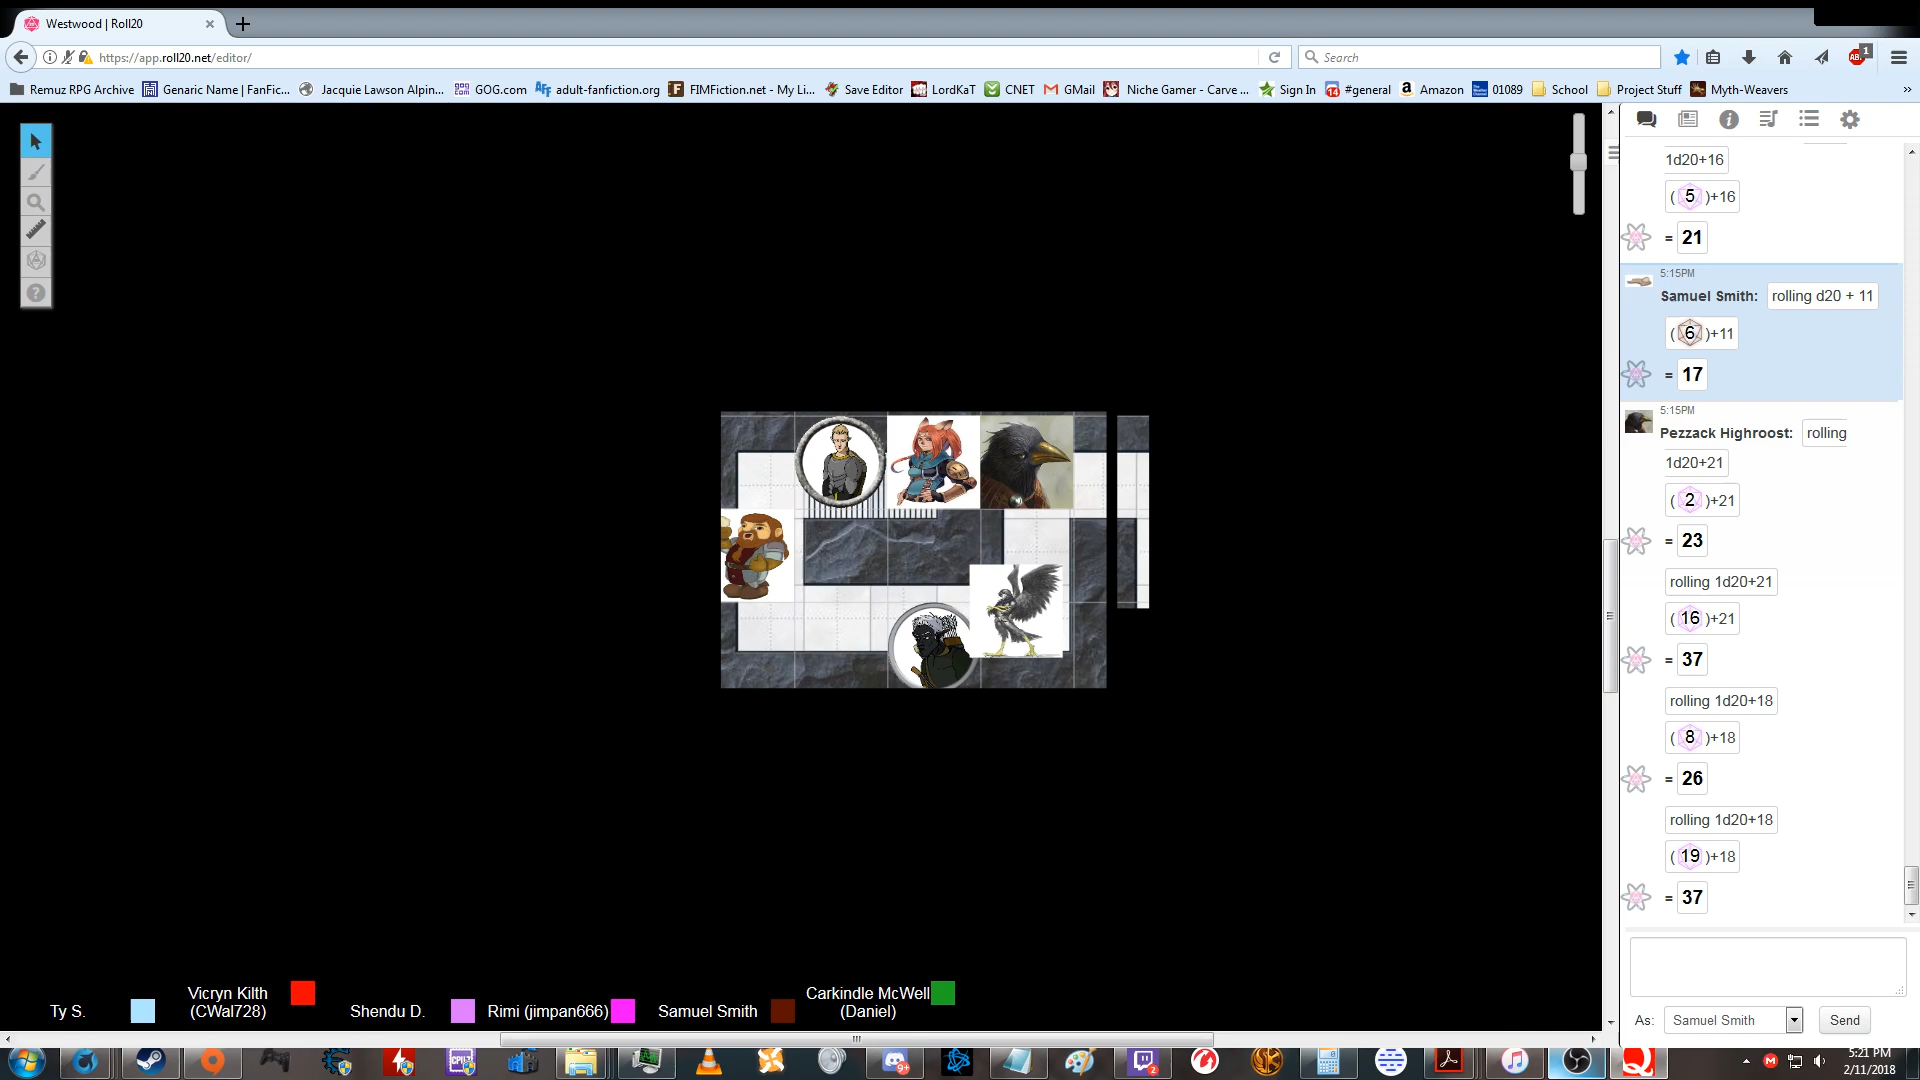 Westwood | Roll20
https://app.roll20.net/editor/
Search
1
Remuz RPG Archive
Genaric Name | FanFic...
Jacquie Lawson Alpin...
GOG.com
adult-fanfiction.org
FIMFiction.net - My Li...
Save Editor
LordKaT
CNET
GMail
Niche Gamer - Carve ...
Sign In
#general
Amazon
01089
School
Project Stuff
Myth-Weavers
1d20+16
(5)+16
= 21
5:15PM
Samuel Smith: rolling d20 + 11
(6)+11
= 17
5:15PM
Pezzack Highroost: rolling
1d20+21
(2)+21
= 23
rolling 1d20+21
(16)+21
= 37
rolling 1d20+18
(8)+18
= 26
rolling 1d20+18
(19)+18
= 37
Ty S.
Vicryn Kilth
(CWal728)
Shendu D.
Rimi (jimpan666)
Samuel Smith
Carkindle McWell
(Daniel)
As: Samuel Smith Send
5:21 PM
2/11/2018